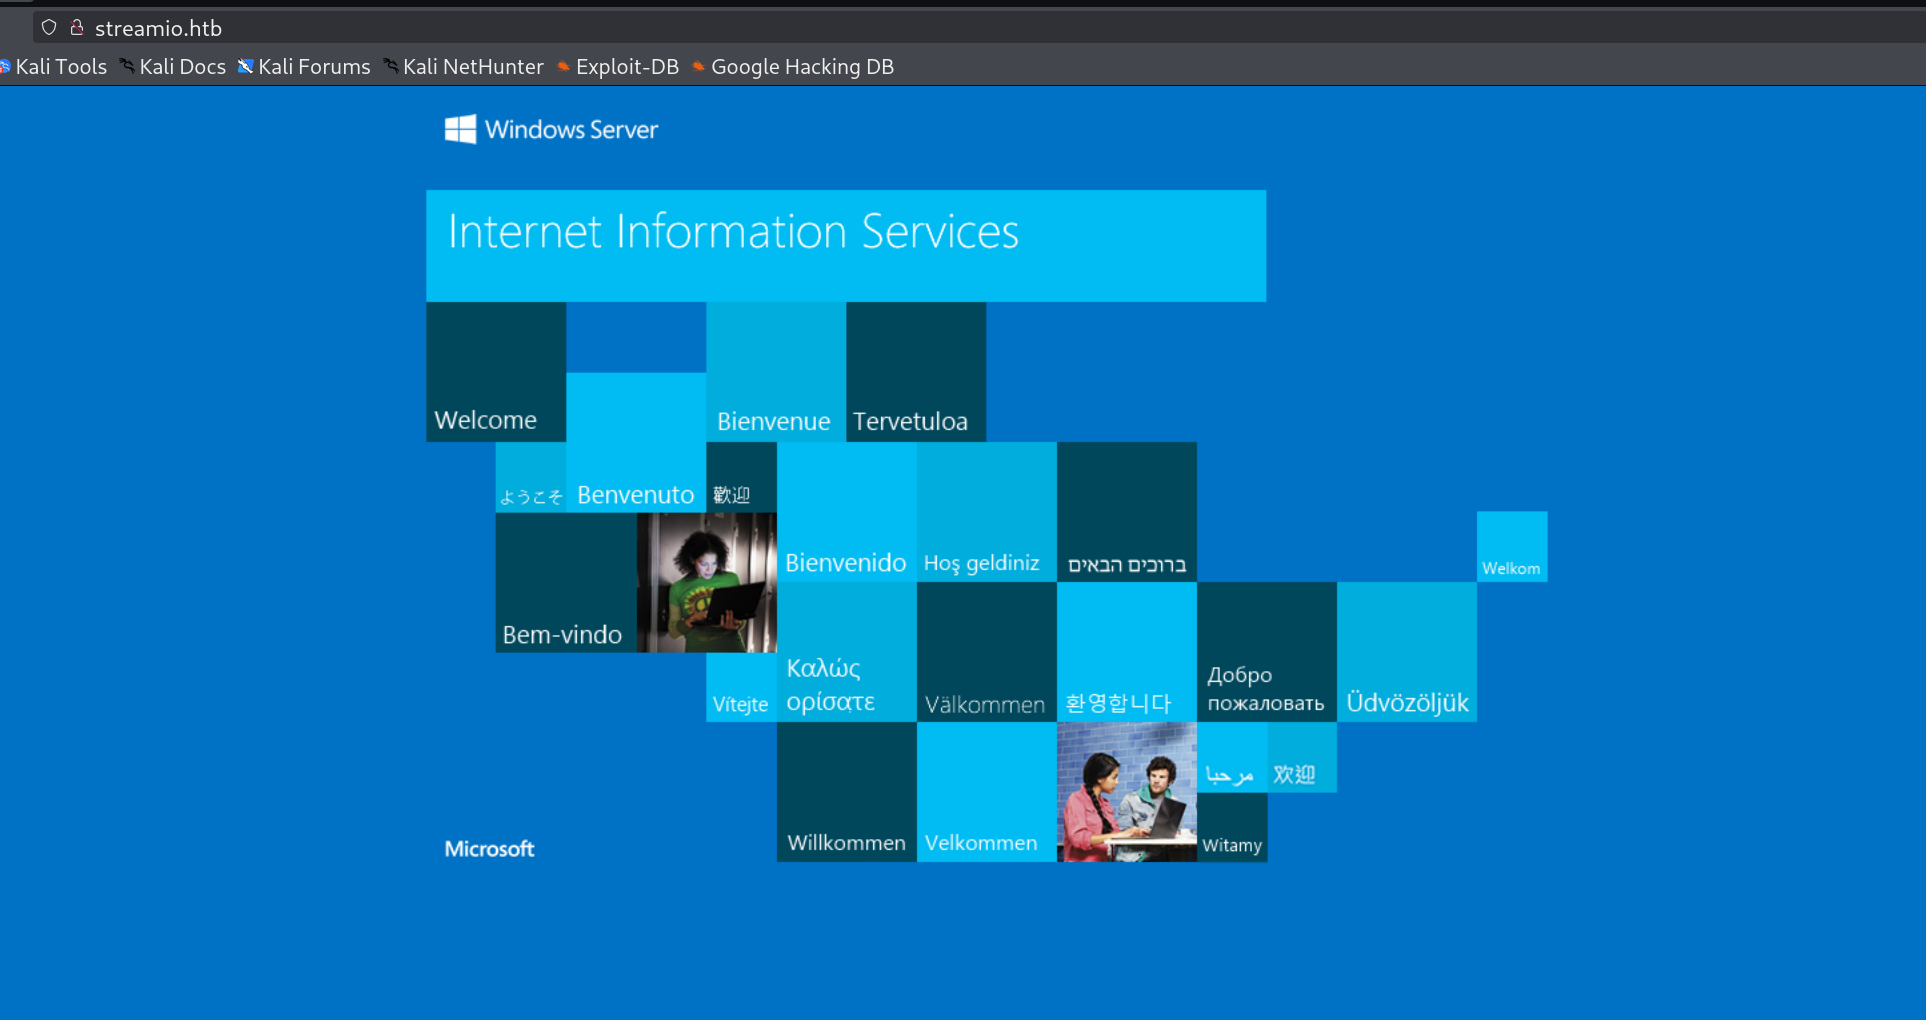 streamio.htb
Kali Tools Kali Docs Kali Forums Kali NetHunter Exploit-DB Google Hacking DB
Windows Server
Internet Information Services
Welcome
Bienvenue
Tervetuloa
ようこそ
Benvenuto
歡迎
Bienvenido
Hoş geldiniz
ברוכים הבאים
Welkom
Bem-vindo
Vítejte
Καλώς
ορίσατε
Välkommen
환영합니다
Добро
пожаловать
Üdvözöljük
مرحبا
欢迎
Microsoft
Willkommen
Velkommen
Witamy